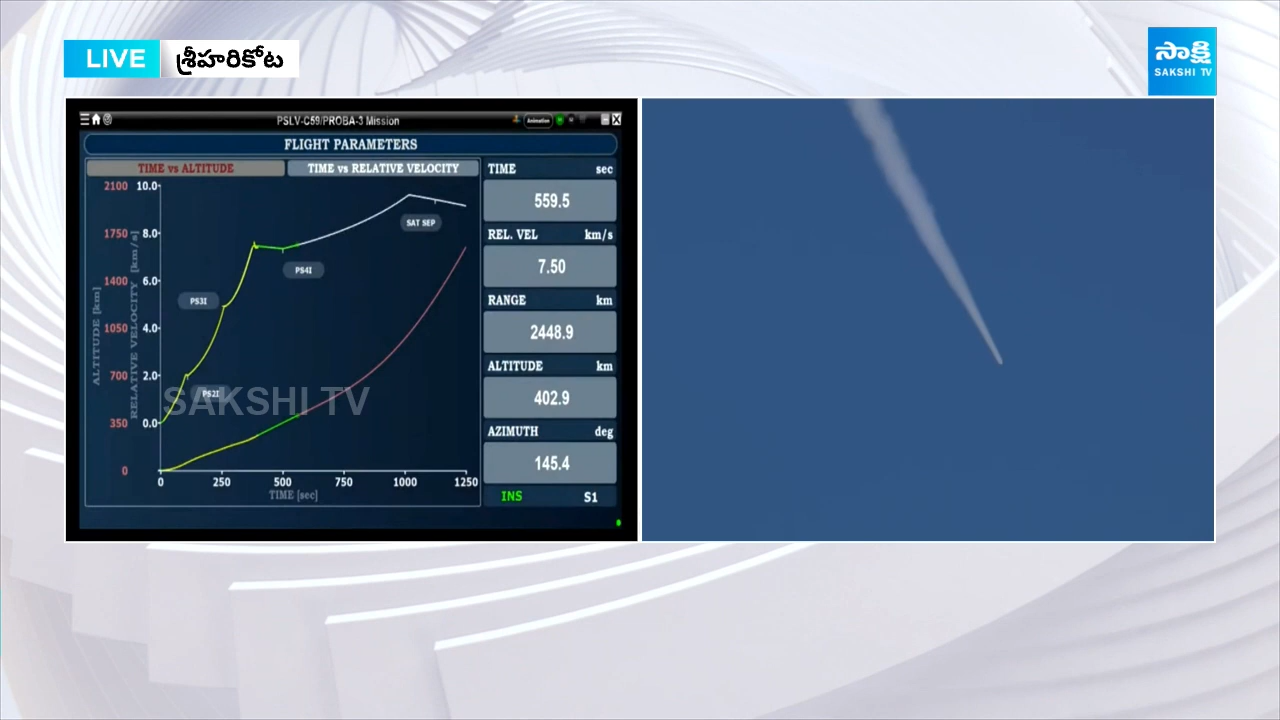 LIVE శ్రీహరికోట
సాక్షి
SAKSHI TV
PSLV-C59/PROBA-3 Mission
Animation
FLIGHT PARAMETERS
TIME vs ALTITUDE
TIME vs RELATIVE VELOCITY
ALTITUDE [km]
2100
1750
1400
1050
700
350
0
RELATIVE VELOCITY [km/s]
10.0
8.0
6.0
4.0
2.0
0.0
PS2I
PS3I
PS4I
SAT SEP
0 250 500 750 1000 1250
TIME [sec]
TIME sec
559.5
REL. VEL km/s
7.50
RANGE km
2448.9
ALTITUDE km
402.9
AZIMUTH deg
145.4
INS S1
SAKSHI TV